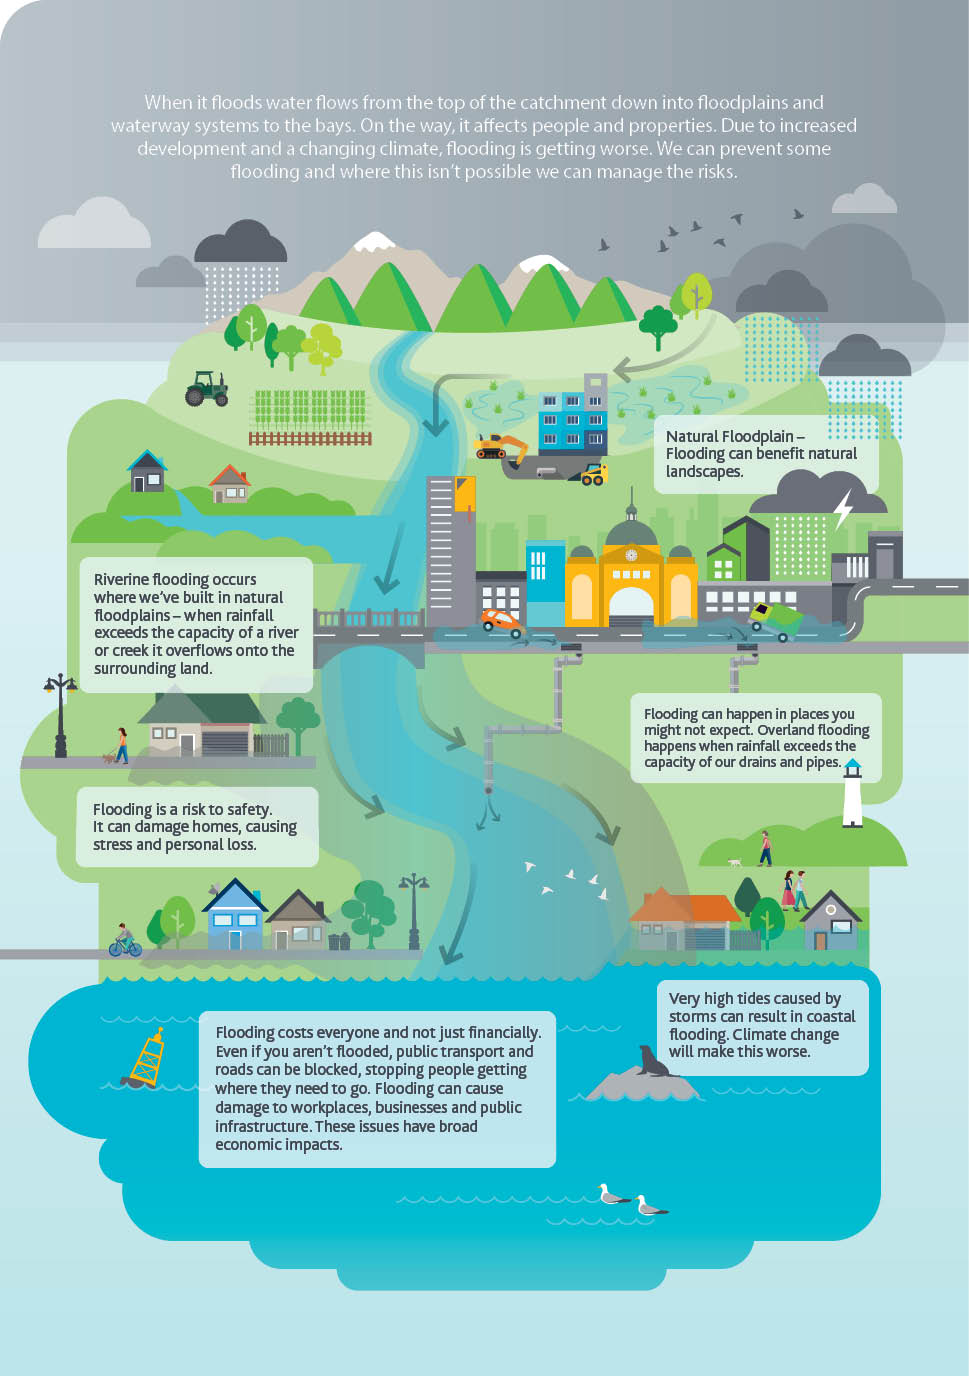 When it floods water flows from the top of the catchment down into floodplains and
waterway systems to the bays. On the way, it affects people and properties. Due to increased
development and a changing climate, flooding is getting worse. We can prevent some
flooding and where this isn't possible we can manage the risks.
Natural Floodplain –
Flooding can benefit natural
landscapes.
Riverine flooding occurs
where we've built in natural
floodplains – when rainfall
exceeds the capacity of a river
or creek it overflows onto the
surrounding land.
Flooding can happen in places you
might not expect. Overland flooding
happens when rainfall exceeds the
capacity of our drains and pipes.
Flooding is a risk to safety.
It can damage homes, causing
stress and personal loss.
Very high tides caused by
storms can result in coastal
flooding. Climate change
will make this worse.
Flooding costs everyone and not just financially.
Even if you aren't flooded, public transport and
roads can be blocked, stopping people getting
where they need to go. Flooding can cause
damage to workplaces, businesses and public
infrastructure. These issues have broad
economic impacts.